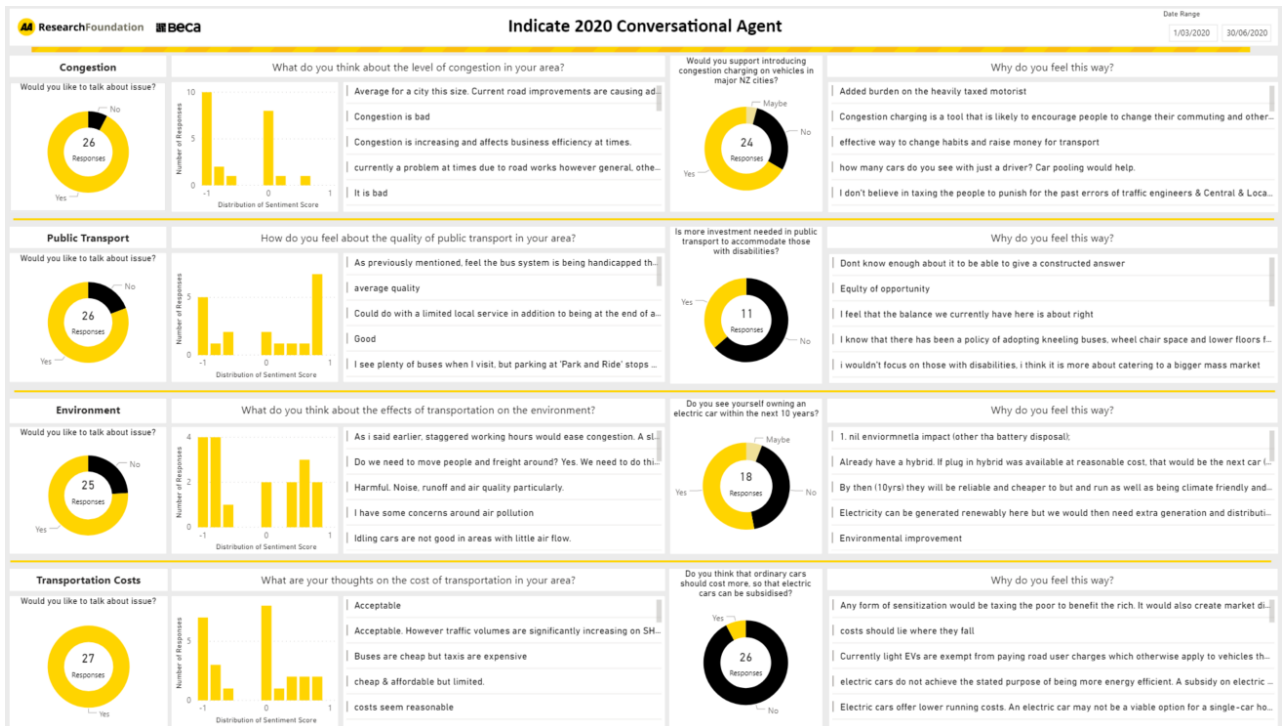 AA ResearchFoundation
Beca
Indicate 2020 Conversational Agent
Date Range
1/03/2020
30/06/2020
Congestion
Would you like to talk about issue?
No
26
Responses
Yes
What do you think about the level of congestion in your area?
Number of Responses
10
5
0
-1
0
1
Distribution of Sentiment Score
Average for a city this size. Current road improvements are causing ad...
Congestion is bad
Congestion is increasing and affects business efficiency at times.
currently a problem at times due to road works however general, othe...
It is bad
Would you support introducing
congestion charging on vehicles in
major NZ cities?
Maybe
No
24
Responses
Yes
Why do you feel this way?
Added burden on the heavily taxed motorist
Congestion charging is a tool that is likely to encourage people to change their commuting and other...
effective way to change habits and raise money for transport
how many cars do you see with just a driver? Car pooling would help.
I don't believe in taxing the people to punish for the past errors of traffic engineers & Central & Loca...
Public Transport
Would you like to talk about issue?
No
26
Responses
Yes
How do you feel about the quality of public transport in your area?
Number of Responses
5
0
-1
0
1
Distribution of Sentiment Score
As previously mentioned, feel the bus system is being handicapped th...
average quality
Could do with a limited local service in addition to being at the end of a...
Good
I see plenty of buses when I visit, but parking at 'Park and Ride' stops ...
Is more investment needed in public
transport to accommodate those
with disabilities?
Yes
11
Responses
No
Why do you feel this way?
Dont know enough about it to be able to give a constructed answer
Equlty of opportunity
I feel that the balance we currently have here is about right
I know that there has been a policy of adopting kneeling buses, wheel chair space and lower floors f...
i wouldn't focus on those with disabilities, i think it is more about catering to a bigger mass market
Environment
Would you like to talk about issue?
No
25
Responses
Yes
What do you think about the effects of transportation on the environment?
Number of Responses
4
2
0
-1
0
1
Distribution of Sentiment Score
As i said earlier, staggered working hours would ease congestion. A sl...
Do we need to move people and freight around? Yes. We need to do thi...
Harmful. Noise, runoff and air quality particularly.
I have some concerns around air pollution
Idling cars are not good in areas with little air flow.
Do you see yourself owning an
electric car within the next 10 years?
Maybe
18
Responses
Yes
No
Why do you feel this way?
1. nil enviormnetla impact (other tha battery disposal);
Already have a hybrid. If plug in hybrid was available at reasonable cost, that would be the next car (...
By then (10yrs) they will be reliable and cheaper to but and run as well as being climate friendly and...
Electricity can be generated renewably here but we would then need extra generation and distributi...
Environmental improvement
Transportation Costs
Would you like to talk about issue?
27
Responses
Yes
What are your thoughts on the cost of transportation in your area?
Number of Responses
5
0
-1
0
1
Distribution of Sentiment Score
Acceptable
Acceptable. However traffic volumes are significantly increasing on SH...
Buses are cheap but taxis are expensive
cheap & affordable but limited.
costs seem reasonable
Do you think that ordinary cars
should cost more, so that electric
cars can be subsidised?
Yes
26
Responses
No
Why do you feel this way?
Any form of sensitization would be taxing the poor to benefit the rich. It would also create market di...
costs should lie where they fall
Currently light EVs are exempt from paying road user charges which otherwise apply to vehicles th...
electric cars do not achieve the stated purpose of being more energy efficient. A subsidy on electric ...
Electric cars offer lower running costs. An electric car may not be a viable option for a single-car ho...